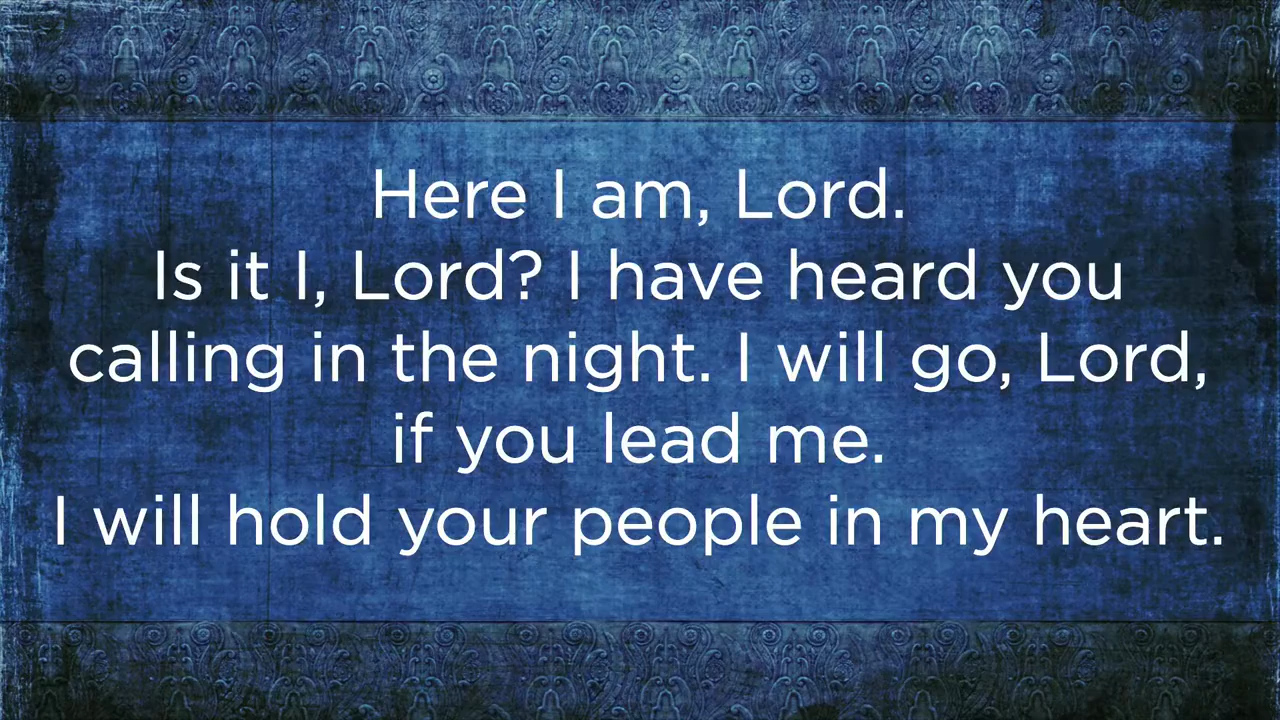 Here I am, Lord.
Is it I, Lord? I have heard you
calling in the night. I will go, Lord,
if you lead me.
I will hold your people in my heart.